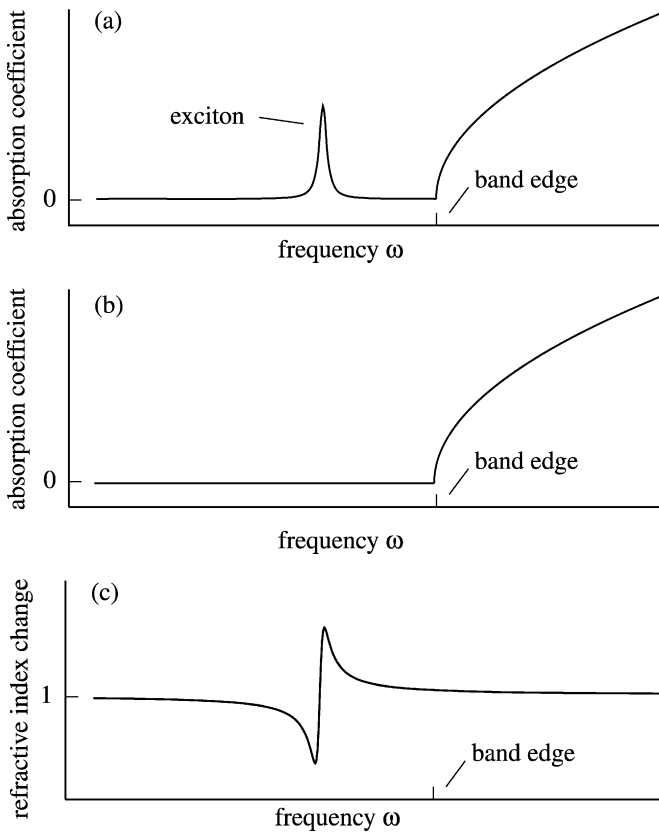 (a)
absorption coefficient
exciton
0
band edge
frequency ω
(b)
absorption coefficient
0
band edge
frequency ω
(c)
refractive index change
1
band edge
frequency ω